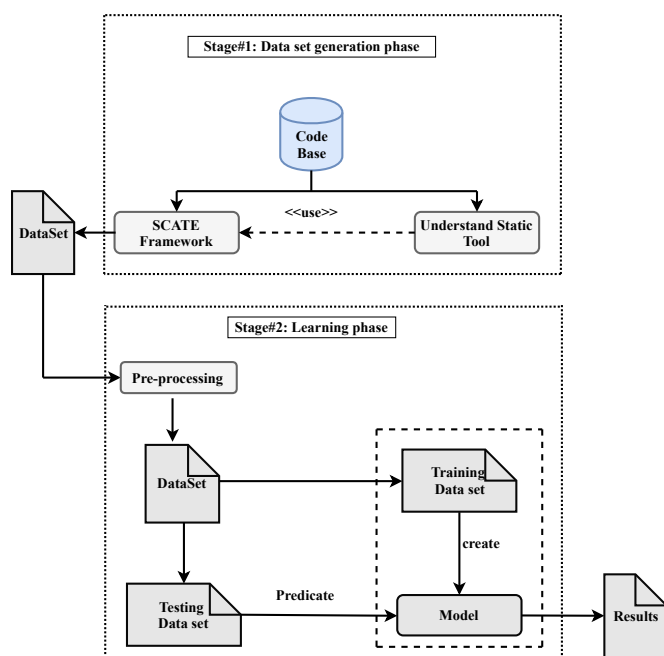 Stage#1: Data set generation phase
Code
Base
<<use>>
SCATE
Framework
Understand Static
Tool
DataSet
Stage#2: Learning phase
Pre-processing
DataSet
Training
Data set
create
Testing
Data set
Predicate
Model
Results